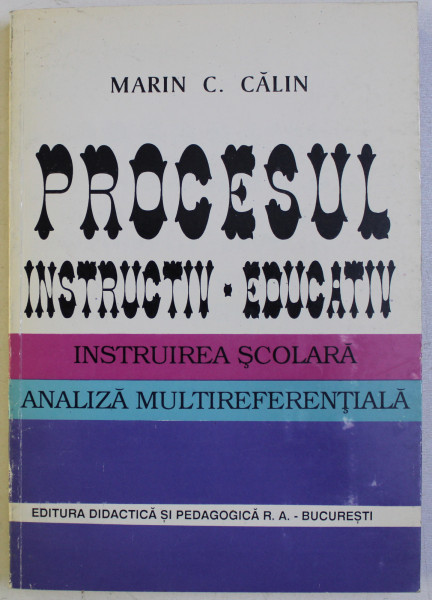 MARIN C. CĂLIN
PROCESUL
INSTRUCTIV - EDUCATIV
INSTRUIREA ŞCOLARĂ
ANALIZĂ MULTIREFERENŢIALĂ
EDITURA DIDACTICĂ ŞI PEDAGOGICĂ R. A. - BUCUREŞTI